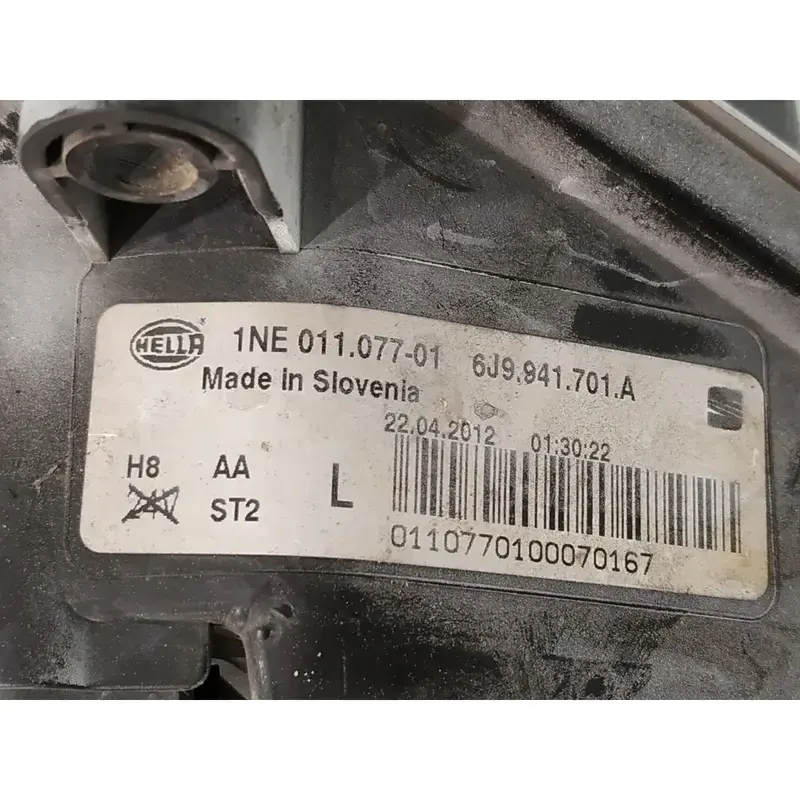 HELLA 1NE 011.077-01 6J9.941.701.A
Made in Slovenia
22.04.2012 01:30:22
H8 AA
ST2
L
0110770100070167